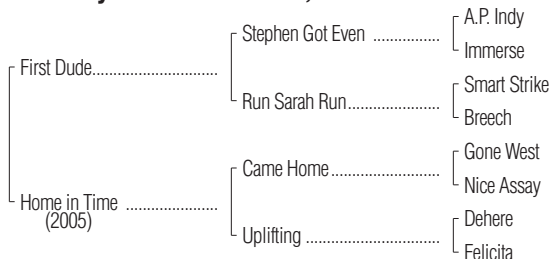 A.P. Indy
Stephen Got Even ................
Immerse
First Dude..............................
Smart Strike
Run Sarah Run......................
Breech
Gone West
Came Home..........................
Nice Assay
Home in Time ......................
(2005)
Dehere
Uplifting ................................
Felicita